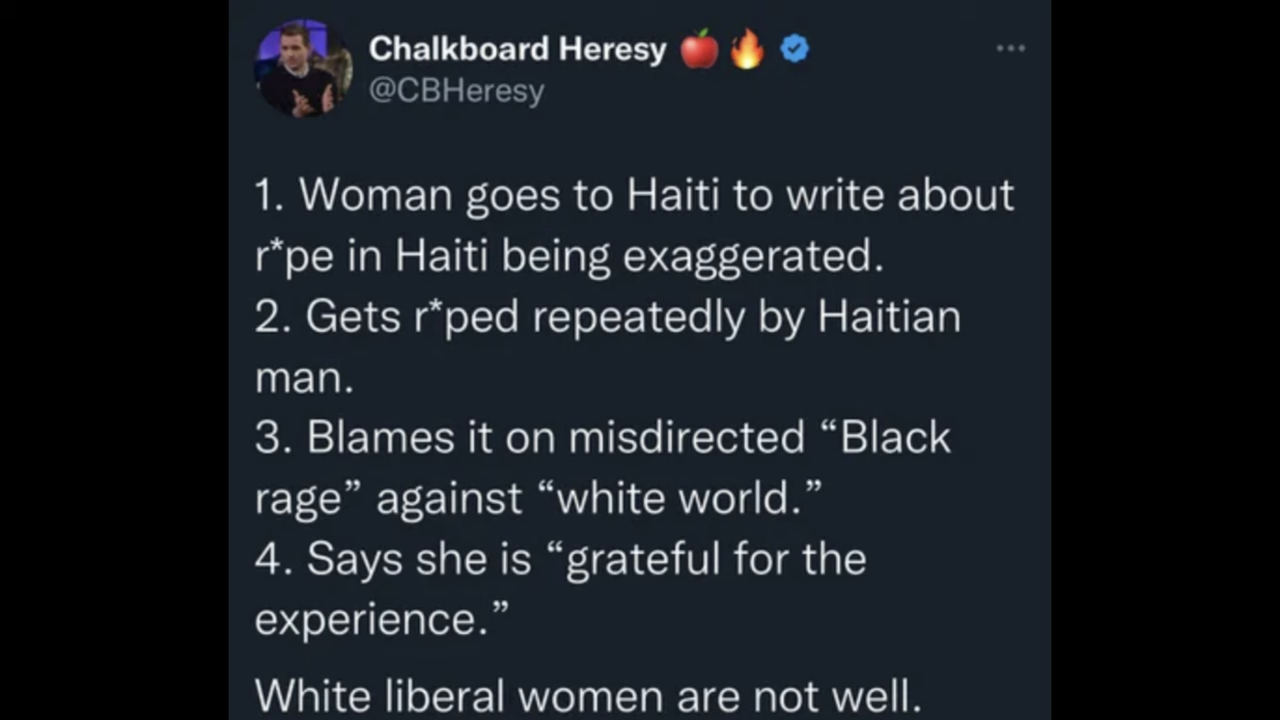 Chalkboard Heresy 🍎🔥
@CBHeresy
1. Woman goes to Haiti to write about
r*pe in Haiti being exaggerated.
2. Gets r*ped repeatedly by Haitian
man.
3. Blames it on misdirected “Black
rage” against “white world.”
4. Says she is “grateful for the
experience.”
White liberal women are not well.